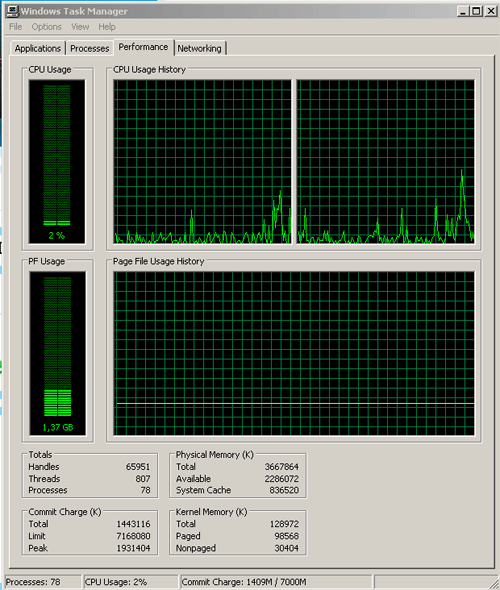 Windows Task Manager
File Options View Help
Applications Processes Performance Networking
CPU Usage CPU Usage History
2 %
PF Usage Page File Usage History
1,37 GB
Totals
Handles 65951
Threads 807
Processes 78
Physical Memory (K)
Total 3667864
Available 2286072
System Cache 836520
Commit Charge (K)
Total 1443116
Limit 7168080
Peak 1931404
Kernel Memory (K)
Total 128972
Paged 98568
Nonpaged 30404
Processes: 78 CPU Usage: 2% Commit Charge: 1409M / 7000M